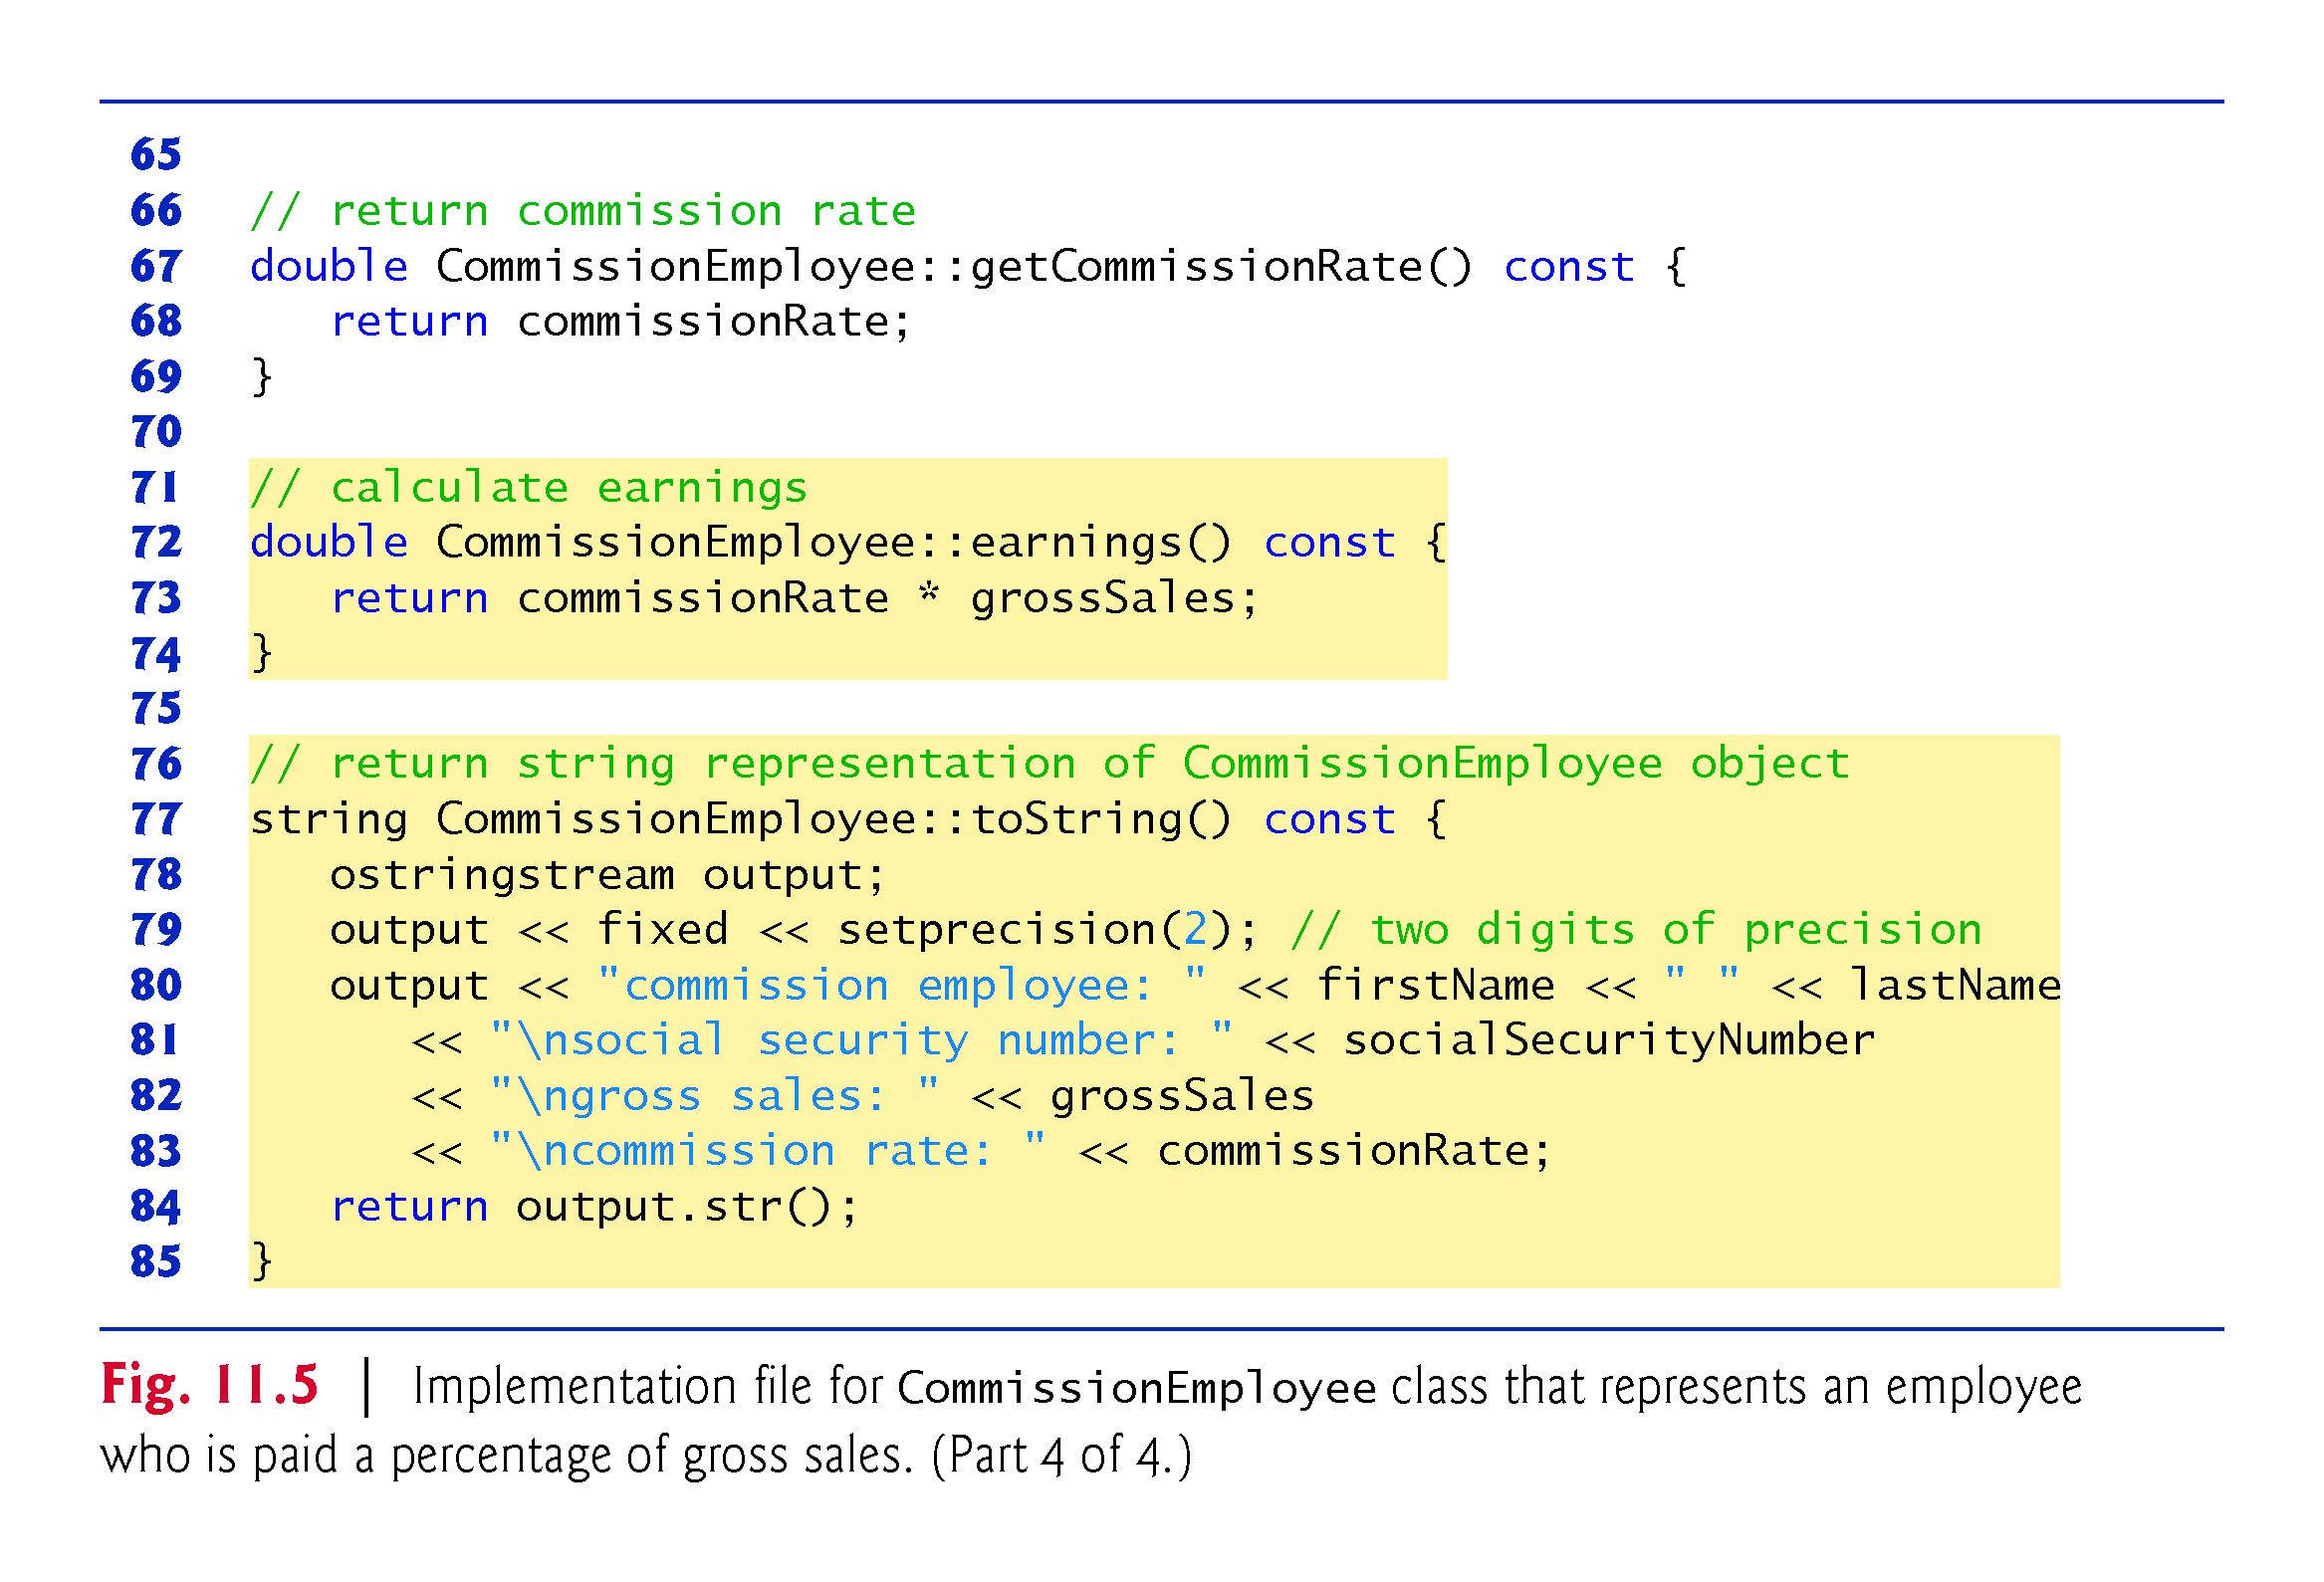 65
66 // return commission rate
67 double CommissionEmployee::getCommissionRate() const {
68    return commissionRate;
69 }
70
71 // calculate earnings
72 double CommissionEmployee::earnings() const {
73    return commissionRate * grossSales;
74 }
75
76 // return string representation of CommissionEmployee object
77 string CommissionEmployee::toString() const {
78    ostringstream output;
79    output << fixed << setprecision(2); // two digits of precision
80    output << "commission employee: " << firstName << " " << lastName
81       << "\nsocial security number: " << socialSecurityNumber
82       << "\ngross sales: " << grossSales
83       << "\ncommission rate: " << commissionRate;
84    return output.str();
85 }
Fig. 11.5 | Implementation file for CommissionEmployee class that represents an employee
who is paid a percentage of gross sales. (Part 4 of 4.)